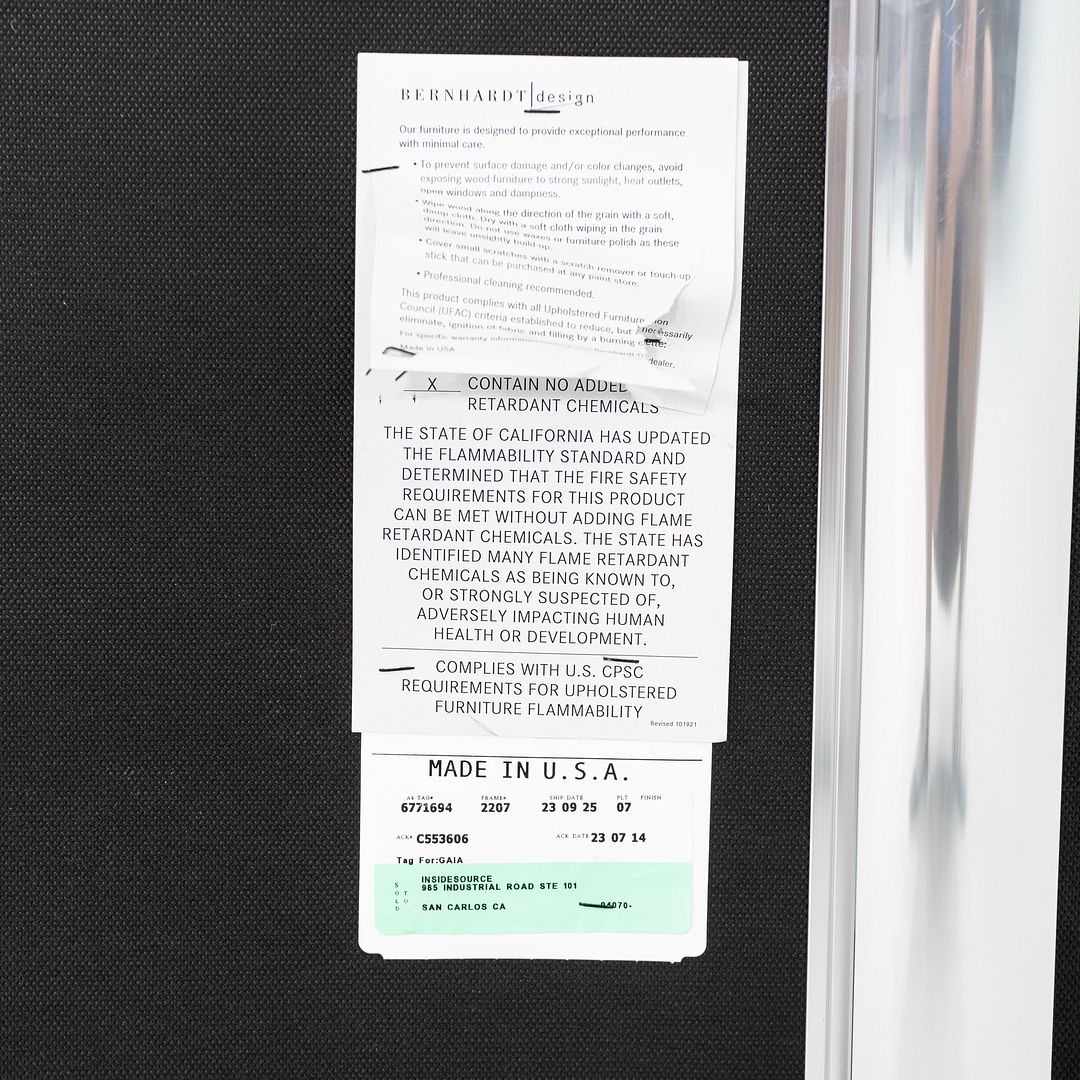 BERNHARDT design
Our furniture is designed to provide exceptional performance
with minimal care.
• To prevent surface damage and/or color changes, avoid
exposing wood furniture to strong sunlight, heat outlets,
open windows and dampness.
• Wipe wood along the direction of the grain with a soft,
damp cloth. Dry with a soft cloth wiping in the grain
direction. Do not use waxes or furniture polish as these
will leave unsightly build-up.
• Cover small scratches with a scratch remover or touch-up
stick that can be purchased at any paint store.
• Professional cleaning recommended.
This product complies with all Upholstered Furniture
Council (UFAC) criteria established to reduce, but necessarily
eliminate, ignition of fabric and filling by a burning
For specific warranty information dealer.
Made in USA
X CONTAIN NO ADDED
RETARDANT CHEMICALS
THE STATE OF CALIFORNIA HAS UPDATED
THE FLAMMABILITY STANDARD AND
DETERMINED THAT THE FIRE SAFETY
REQUIREMENTS FOR THIS PRODUCT
CAN BE MET WITHOUT ADDING FLAME
RETARDANT CHEMICALS. THE STATE HAS
IDENTIFIED MANY FLAME RETARDANT
CHEMICALS AS BEING KNOWN TO,
OR STRONGLY SUSPECTED OF,
ADVERSELY IMPACTING HUMAN
HEALTH OR DEVELOPMENT.
COMPLIES WITH U.S. CPSC
REQUIREMENTS FOR UPHOLSTERED
FURNITURE FLAMMABILITY
Revised 101921
MADE IN U.S.A.
A4 TAG# FRAME# SHIP DATE PLT FINISH
6771694 2207 23 09 25 07
ACK# C553606 ACK DATE 23 07 14
Tag For:GAIA
SOLD TO
INSIDESOURCE
985 INDUSTRIAL ROAD STE 101
SAN CARLOS CA 94070-